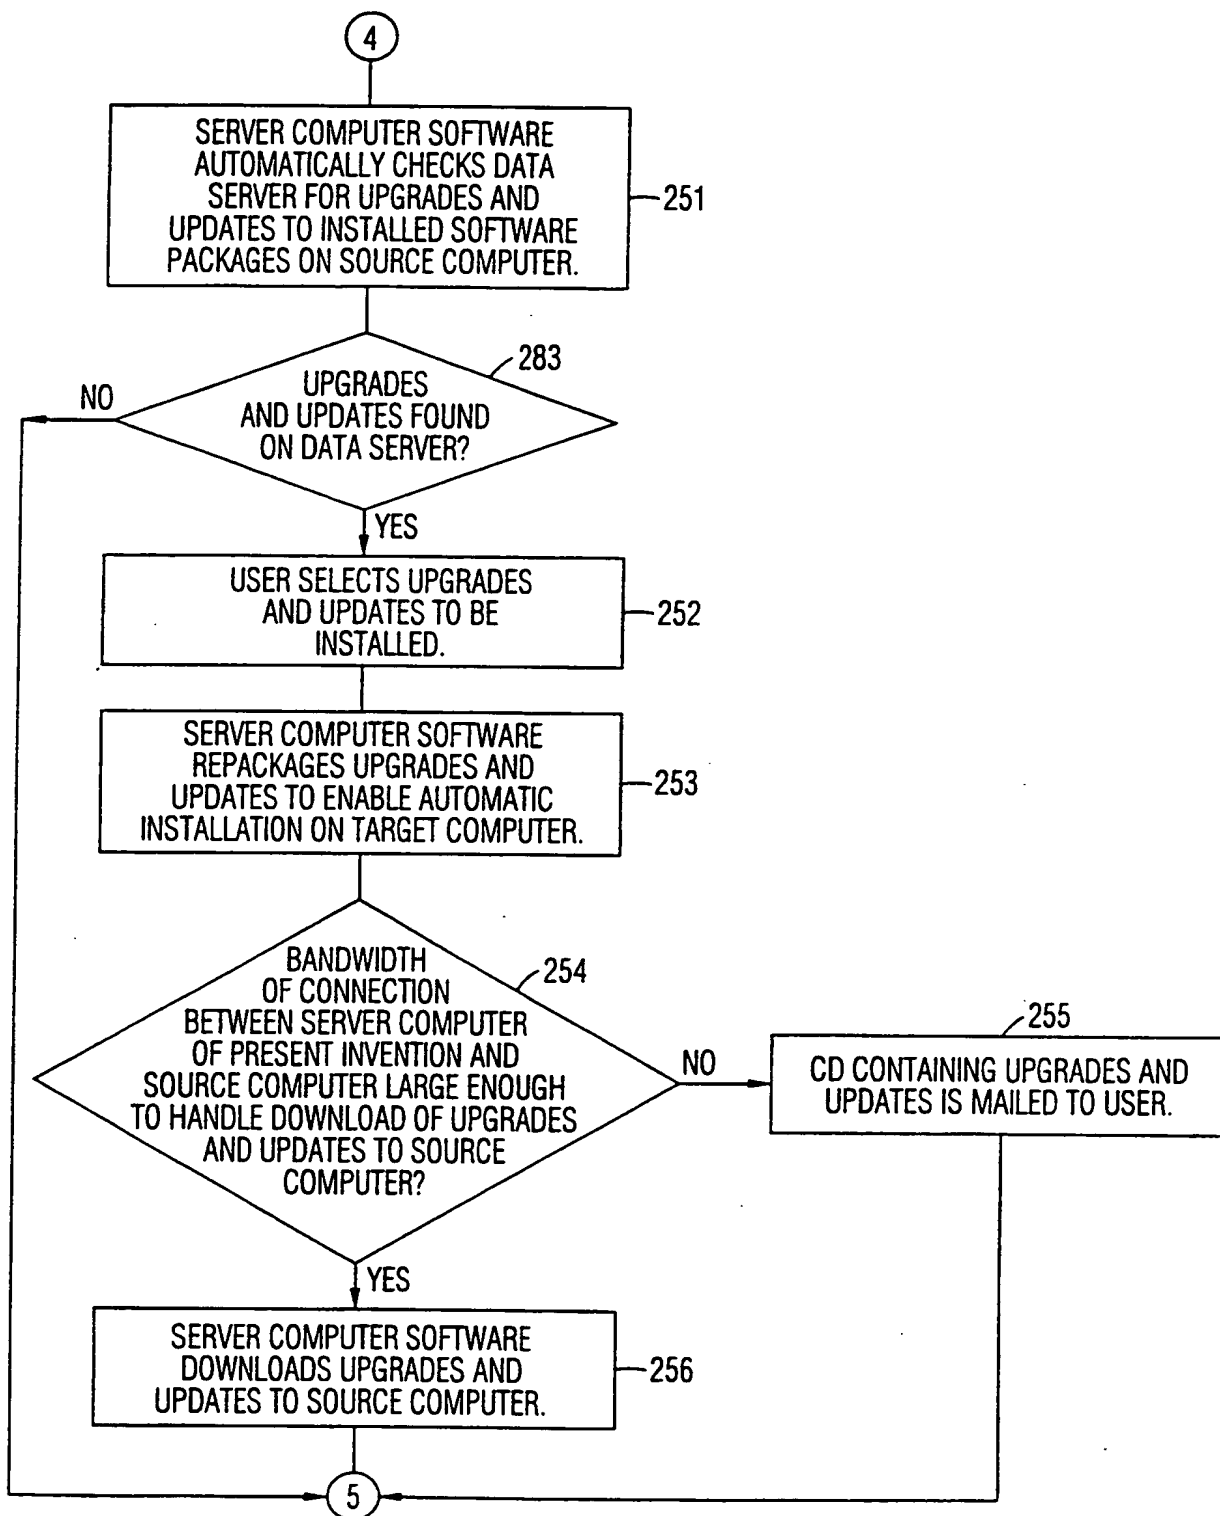 4
SERVER COMPUTER SOFTWARE
AUTOMATICALLY CHECKS DATA
SERVER FOR UPGRADES AND
UPDATES TO INSTALLED SOFTWARE
PACKAGES ON SOURCE COMPUTER.
251
283
UPGRADES
AND UPDATES FOUND
ON DATA SERVER?
NO
YES
USER SELECTS UPGRADES
AND UPDATES TO BE
INSTALLED.
252
SERVER COMPUTER SOFTWARE
REPACKAGES UPGRADES AND
UPDATES TO ENABLE AUTOMATIC
INSTALLATION ON TARGET COMPUTER.
253
BANDWIDTH
OF CONNECTION
BETWEEN SERVER COMPUTER
OF PRESENT INVENTION AND
SOURCE COMPUTER LARGE ENOUGH
TO HANDLE DOWNLOAD OF UPGRADES
AND UPDATES TO SOURCE
COMPUTER?
254
NO
255
CD CONTAINING UPGRADES AND
UPDATES IS MAILED TO USER.
YES
SERVER COMPUTER SOFTWARE
DOWNLOADS UPGRADES AND
UPDATES TO SOURCE COMPUTER.
256
5